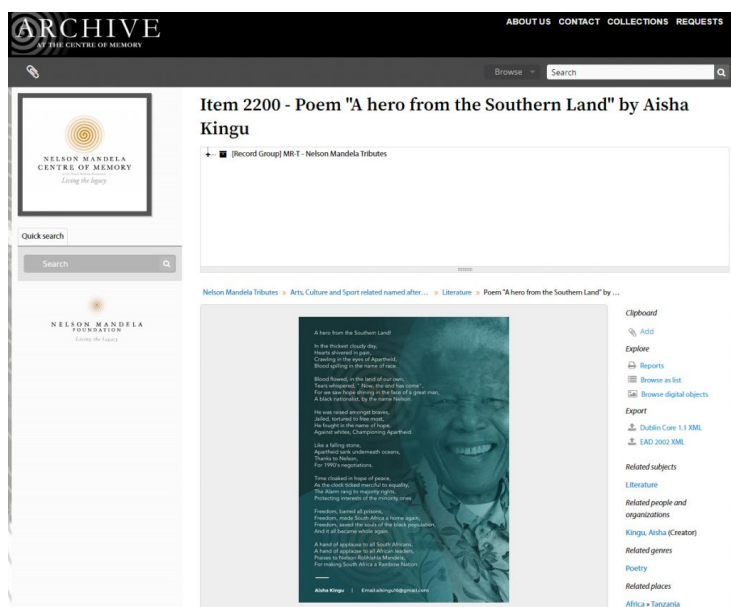 ARCHIVE
AT THE CENTRE OF MEMORY
ABOUT US CONTACT COLLECTIONS REQUESTS
Browse
Search
NELSON MANDELA
CENTRE OF MEMORY
Living the legacy
Quick search
Search
NELSON MANDELA
FOUNDATION
Living the Legacy
Item 2200 - Poem "A hero from the Southern Land" by Aisha
Kingu
[Record Group] MR-T - Nelson Mandela Tributes
Nelson Mandela Tributes » Arts, Culture and Sport related named after... » Literature » Poem "A hero from the Southern Land" by ...
A hero from the Southern Land!
In the thickest cloudy day,
Hearts shivered in pain,
Crawling in the eyes of Apartheid,
Blood spilling in the name of race.
Blood flowed, in the land of our own,
Tears whispered, " Now, the end has come",
For we saw hope shining in the face of a great man,
A black nationalist, by the name Nelson.
He was raised amongst braves,
Jailed, tortured to free most,
He fought in the name of hope,
Against whites, Championing Apartheid.
Like a falling stone,
Apartheid sank underneath oceans,
Thanks to Nelson,
For 1990's negotiations.
Time cloaked in hope of peace,
As the clock ticked merciful to equality,
The Alarm rang to majority rights,
Protecting interests of the minority ones.
Freedom, barred all prisons,
Freedom, made South Africa a home again,
Freedom, saved the souls of the black population,
And it all became whole again.
A hand of applause to all South Africans,
A hand of applause to all African leaders,
Praises to Nelson Rolihlahla Mandela,
For making South Africa a Rainbow Nation.
Aisha Kingu | Email:alkingu16@gmail.com
Clipboard
Add
Explore
Reports
Browse as list
Browse digital objects
Export
Dublin Core 1.1 XML
EAD 2002 XML
Related subjects
Literature
Related people and
organizations
Kingu, Aisha (Creator)
Related genres
Poetry
Related places
Africa » Tanzania